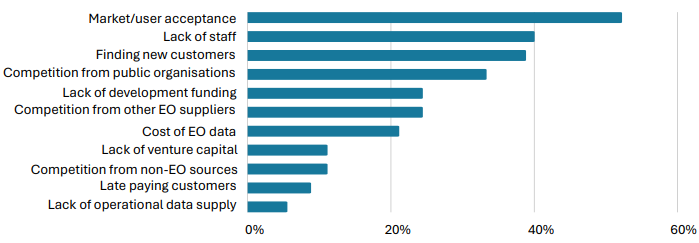 Market/user acceptance
Lack of staff
Finding new customers
Competition from public organisations
Lack of development funding
Competition from other EO suppliers
Cost of EO data
Lack of venture capital
Competition from non-EO sources
Late paying customers
Lack of operational data supply
0% 20% 40% 60%